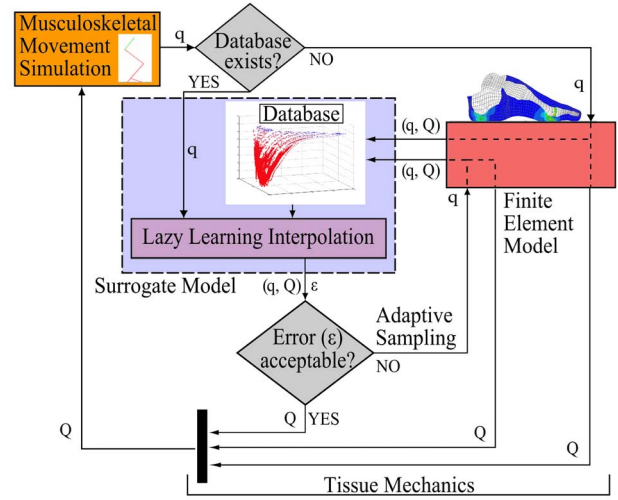 Musculoskeletal
Movement
Simulation
q
Database
exists?
NO
YES
q
q
Database
(q, Q)
(q, Q)
q
Finite
Element
Model
Lazy Learning Interpolation
Surrogate Model
(q, Q) ε
Adaptive
Sampling
Error (ε)
acceptable?
NO
Q YES
Q
Q
Q
Tissue Mechanics